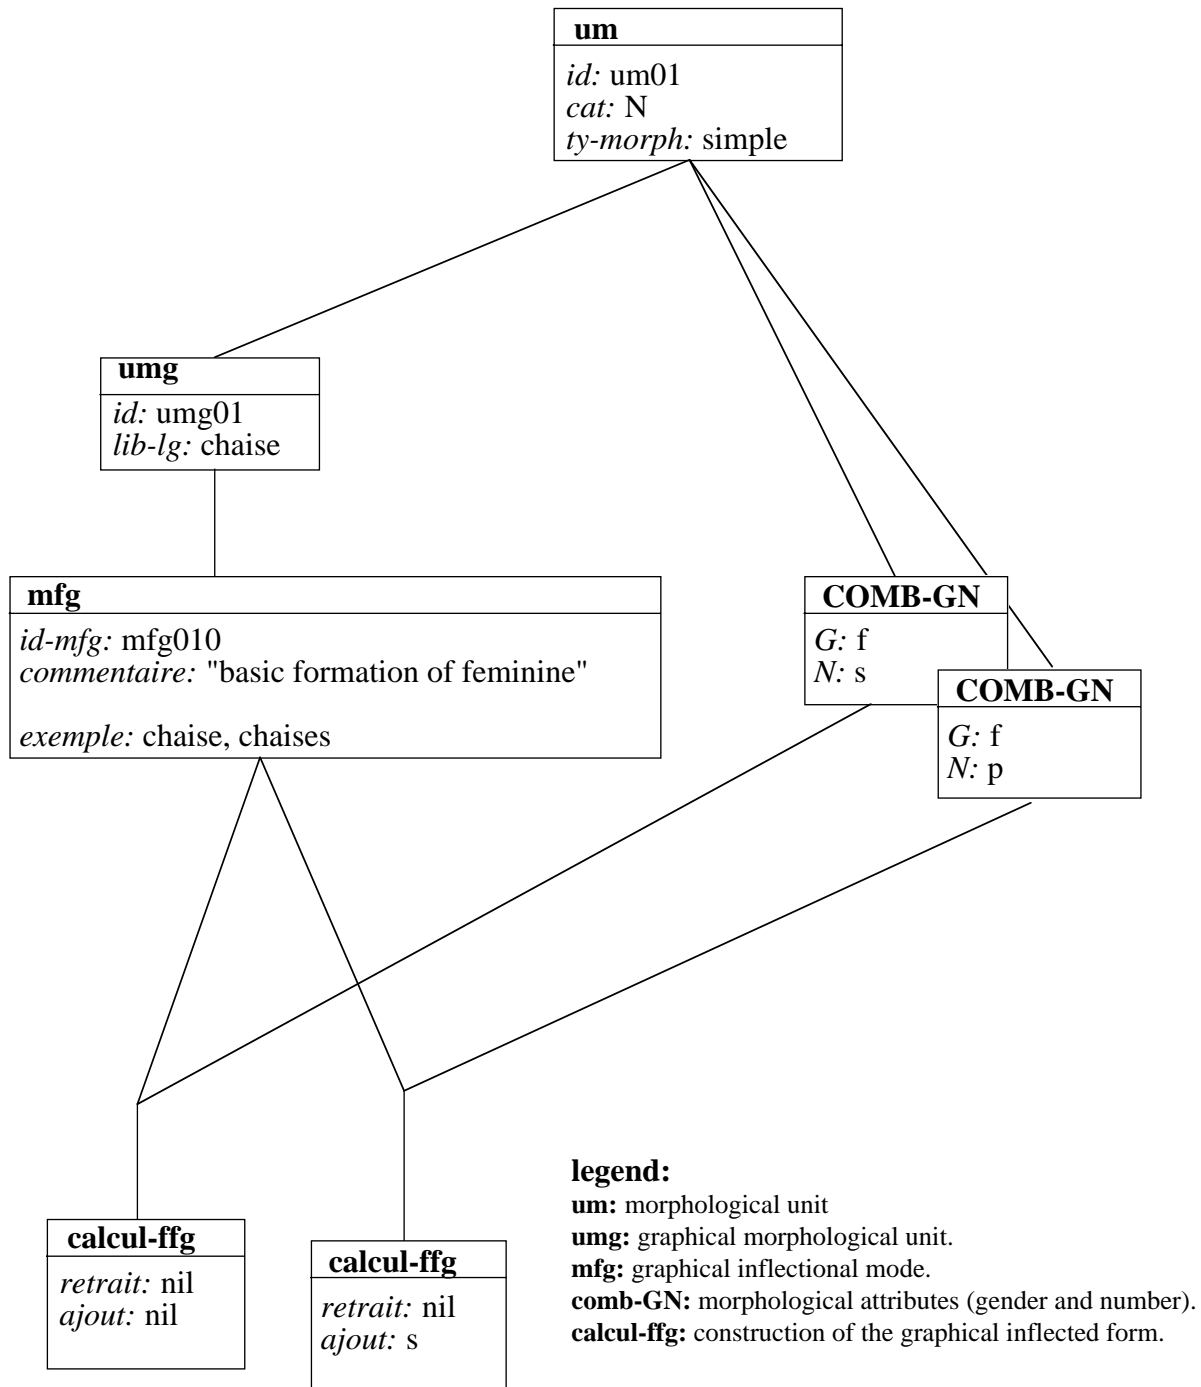 um
id: um01
cat: N
ty-morph: simple
umg
id: umg01
lib-lg: chaise
mfg
id-mfg: mfg010
commentaire: "basic formation of feminine"
exemple: chaise, chaises
COMB-GN
G: f
N: s
COMB-GN
G: f
N: p
calcul-ffg
retrait: nil
ajout: nil
calcul-ffg
retrait: nil
ajout: s
legend:
um: morphological unit
umg: graphical morphological unit.
mfg: graphical inflectional mode.
comb-GN: morphological attributes (gender and number).
calcul-ffg: construction of the graphical inflected form.